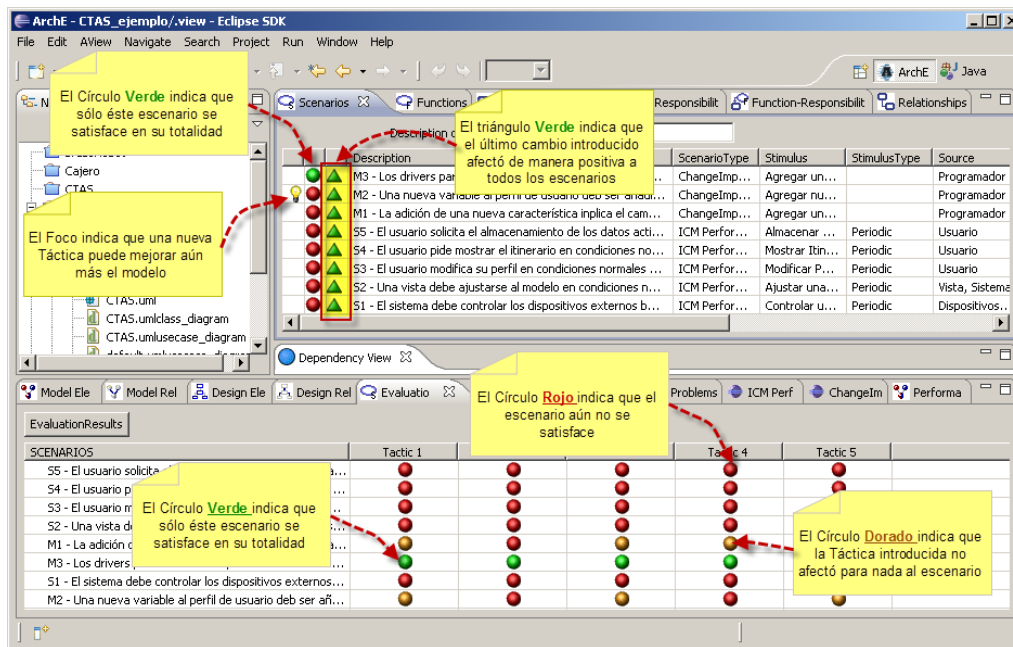 ArchE - CTAS_ejemplo/.view - Eclipse SDK
File Edit AView Navigate Search Project Run Window Help
ArchE
Java
El Círculo Verde indica que
sólo éste escenario se
satisface en su totalidad
Scenarios
Functions
Function-Responsibilit
Relationships
Description
El triángulo Verde indica que
el último cambio introducido
afectó de manera positiva a
todos los escenarios
Cajero
CTAS
El Foco indica que una nueva
Táctica puede mejorar aún
más el modelo
CTAS.uml
CTAS.umlclass_diagram
CTAS.umlusecase_diagram
Description ScenarioType Stimulus StimulusType Source
M3 - Los drivers par ... ChangeImp... Agregar un... Programador
M2 - Una nueva variable al perfil de usuario deb ser añadi... ChangeImp... Agregar nu... Programador
M1 - La adición de una nueva característica inplica el cam... ChangeImp... Agregar nu... Programador
S5 - El usuario solicita el almacenamiento de los datos acti... ICM Perfor... Almacenar ... Periodic Usuario
S4 - El usuario pide mostrar el itinerario en condiciones no... ICM Perfor... Mostrar Itin... Periodic Usuario
S3 - El usuario modifica su perfil en condiciones normales ... ICM Perfor... Modificar P... Periodic Usuario
S2 - Una vista debe ajustarse al modelo en condiciones n... ICM Perfor... Ajustar una... Periodic Vista, Sistema
S1 - El sistema debe controlar los dispositivos externos b... ICM Perfor... Controlar u... Periodic Dispositivos...
Dependency View
Model Ele
Model Rel
Design Ele
Design Rel
Evaluatio
Problems
ICM Perf
ChangeIm
Performa
El Círculo Rojo indica que el
escenario aún no se
satisface
EvaluationResults
SCENARIOS Tactic 1 Tactic 4 Tactic 5
S5 - El usuario solicita
S4 - El usuario p ...
S3 - El usuario m
S2 - Una vista d
M1 - La adición
M3 - Los drivers
S1 - El sistema debe controlar los dispositivos externos...
M2 - Una nueva variable al perfil de usuario deb ser añ...
El Círculo Verde indica que
sólo éste escenario se
satisface en su totalidad
El Círculo Dorado indica que
la Táctica introducida no
afectó para nada al escenario